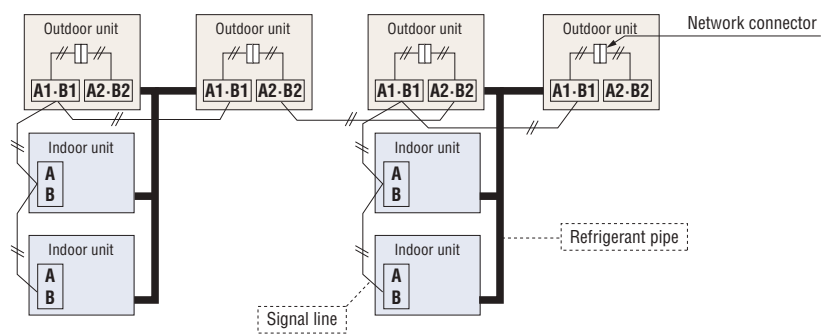 Outdoor unit
Outdoor unit
Outdoor unit
Outdoor unit
Network connector
A1·B1 A2·B2
A1·B1 A2·B2
A1·B1 A2·B2
A1·B1 A2·B2
Indoor unit
A
B
Indoor unit
A
B
Refrigerant pipe
Indoor unit
A
B
Indoor unit
A
B
Signal line